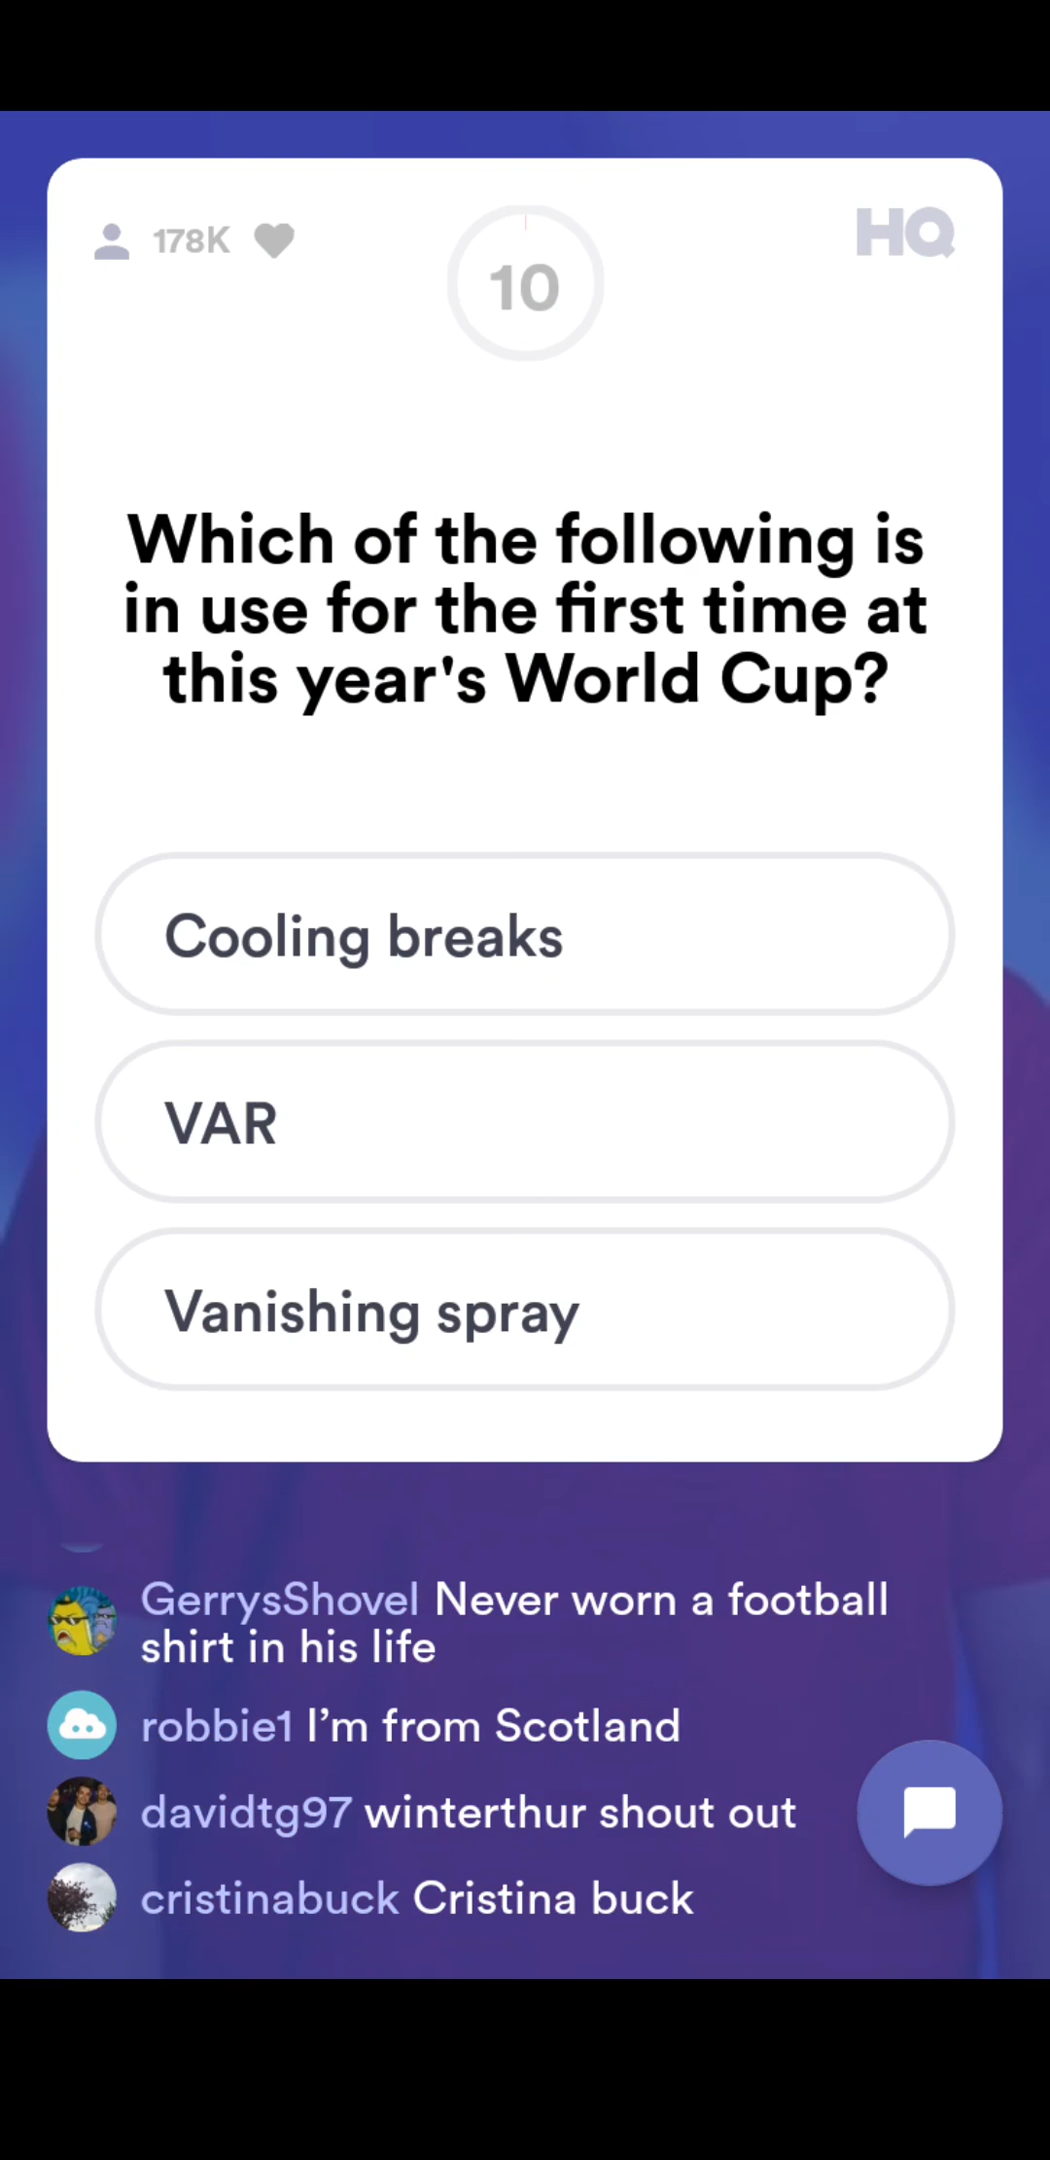 178K
10
HQ
Which of the following is
in use for the first time at
this year's World Cup?
Cooling breaks
VAR
Vanishing spray
GerrysShovel Never worn a football
shirt in his life
robbie1 I’m from Scotland
davidtg97 winterthur shout out
cristinabuck Cristina buck